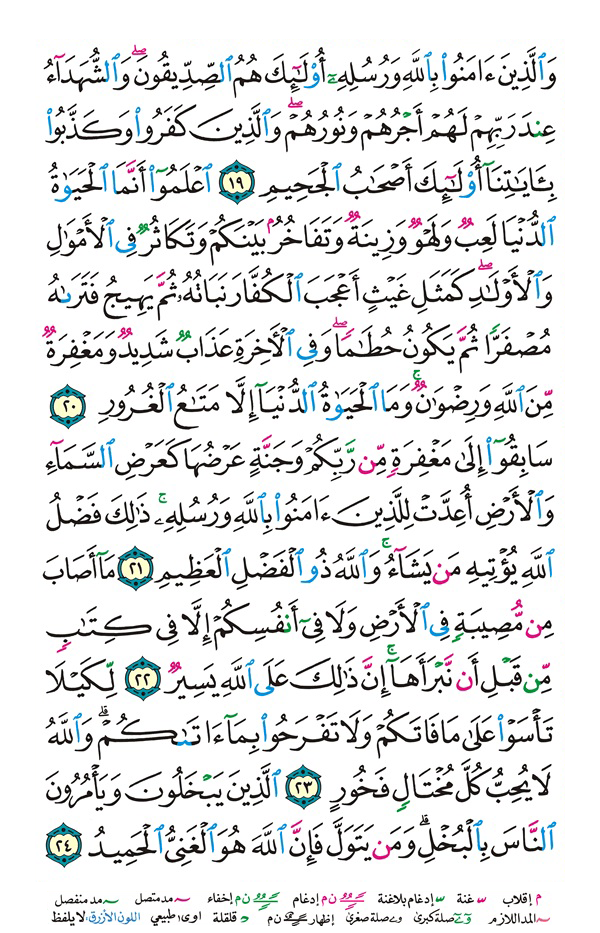 وَٱلَّذِينَ ءَامَنُواْ بِٱللَّهِ وَرُسُلِهِۦٓ أُوْلَٰٓئِكَ هُمُ ٱلصِّدِّيقُونَۖ وَٱلشُّهَدَآءُ
عِندَ رَبِّهِمْ لَهُمْ أَجْرُهُمْ وَنُورُهُمْۖ وَٱلَّذِينَ كَفَرُواْ وَكَذَّبُواْ
بِـَٔايَٰتِنَآ أُوْلَٰٓئِكَ أَصْحَٰبُ ٱلْجَحِيمِ ١٩ ٱعْلَمُوٓاْ أَنَّمَا ٱلْحَيَوٰةُ
ٱلدُّنْيَا لَعِبٌ وَلَهْوٌ وَزِينَةٌ وَتَفَاخُرٌۢ بَيْنَكُمْ وَتَكَاثُرٌ فِى ٱلْأَمْوَٰلِ
وَٱلْأَوْلَٰدِۖ كَمَثَلِ غَيْثٍ أَعْجَبَ ٱلْكُفَّارَ نَبَاتُهُۥ ثُمَّ يَهِيجُ فَتَرَىٰهُ
مُصْفَرًّا ثُمَّ يَكُونُ حُطَٰمًاۖ وَفِى ٱلْأَخِرَةِ عَذَابٌ شَدِيدٌ وَمَغْفِرَةٌ
مِّنَ ٱللَّهِ وَرِضْوَٰنٌۚ وَمَا ٱلْحَيَوٰةُ ٱلدُّنْيَآ إِلَّا مَتَٰعُ ٱلْغُرُورِ ٢٠
سَابِقُوٓاْ إِلَىٰ مَغْفِرَةٍ مِّن رَّبِّكُمْ وَجَنَّةٍ عَرْضُهَا كَعَرْضِ ٱلسَّمَآءِ
وَٱلْأَرْضِ أُعِدَّتْ لِلَّذِينَ ءَامَنُواْ بِٱللَّهِ وَرُسُلِهِۦۚ ذَٰلِكَ فَضْلُ
ٱللَّهِ يُؤْتِيهِ مَن يَشَآءُۚ وَٱللَّهُ ذُو ٱلْفَضْلِ ٱلْعَظِيمِ ٢١ مَآ أَصَابَ
مِن مُّصِيبَةٍ فِى ٱلْأَرْضِ وَلَا فِىٓ أَنفُسِكُمْ إِلَّا فِى كِتَٰبٍ
مِّن قَبْلِ أَن نَّبْرَأَهَآۚ إِنَّ ذَٰلِكَ عَلَى ٱللَّهِ يَسِيرٌ ٢٢ لِّكَيْلَا
تَأْسَوْاْ عَلَىٰ مَا فَاتَكُمْ وَلَا تَفْرَحُواْ بِمَآ ءَاتَىٰكُمْۗ وَٱللَّهُ
لَا يُحِبُّ كُلَّ مُخْتَالٍ فَخُورٍ ٢٣ ٱلَّذِينَ يَبْخَلُونَ وَيَأْمُرُونَ
ٱلنَّاسَ بِٱلْبُخْلِۗ وَمَن يَتَوَلَّ فَإِنَّ ٱللَّهَ هُوَ ٱلْغَنِىُّ ٱلْحَمِيدُ ٢٤
م إقلاب غنة إدغام بلاغنة ن م إدغام ن م إخفاء مد متصل مد منفصل
المد اللازم صلة كبرى صلة صغرى إظهار ن م قلقلة اوى: طبيعي اللون الأزرق: لا يلفظ